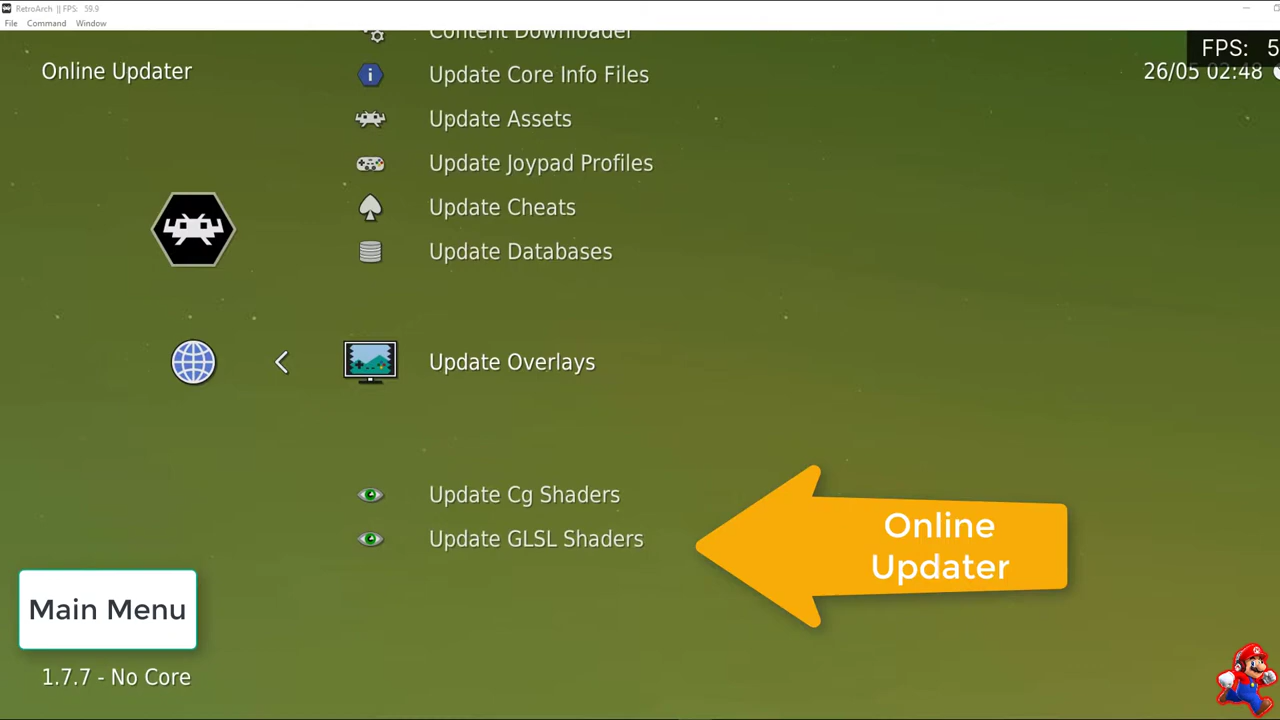 RetroArch || FPS: 59.9
File Command Window
Content Downloader
FPS: 5
Online Updater
26/05 02:48
Update Core Info Files
Update Assets
Update Joypad Profiles
Update Cheats
Update Databases
Update Overlays
Update Cg Shaders
Update GLSL Shaders
Online
Updater
Main Menu
1.7.7 - No Core